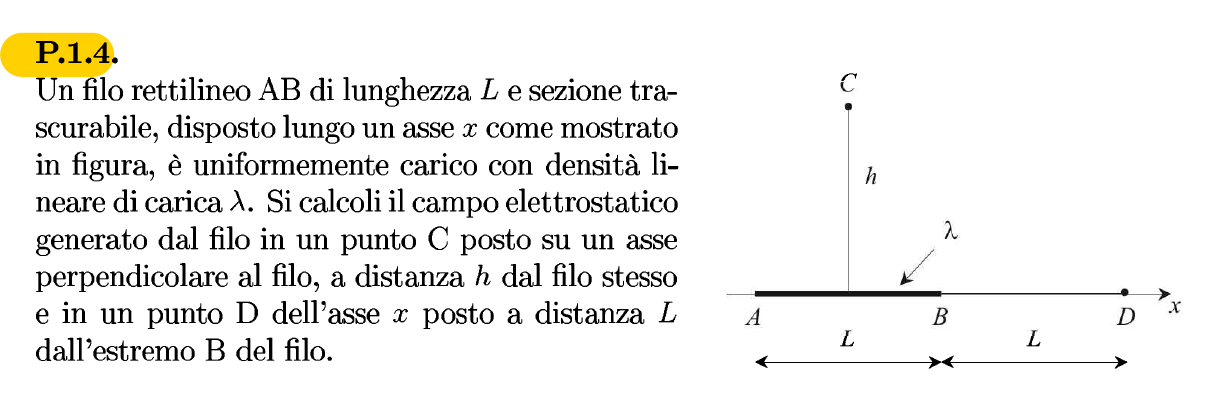 P.1.4.
Un filo rettilineo AB di lunghezza L e sezione tra-
scurabile, disposto lungo un asse x come mostrato
in figura, è uniformemente carico con densità li-
neare di carica λ. Si calcoli il campo elettrostatico
generato dal filo in un punto C posto su un asse
perpendicolare al filo, a distanza h dal filo stesso
e in un punto D dell'asse x posto a distanza L
dall'estremo B del filo.
C
h
λ
A B D x
L L